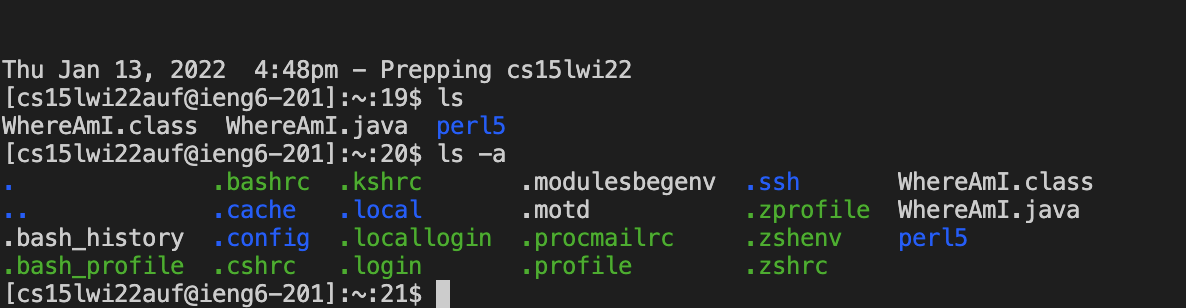 Thu Jan 13, 2022  4:48pm - Prepping cs15lwi22
[cs15lwi22auf@ieng6-201]:~:19$ ls
WhereAmI.class  WhereAmI.java  perl5
[cs15lwi22auf@ieng6-201]:~:20$ ls -a
.              .bashrc  .kshrc       .modulesbegenv  .ssh       WhereAmI.class
..             .cache   .local       .motd           .zprofile  WhereAmI.java
.bash_history  .config  .locallogin  .procmailrc     .zshenv    perl5
.bash_profile  .cshrc   .login       .profile        .zshrc
[cs15lwi22auf@ieng6-201]:~:21$